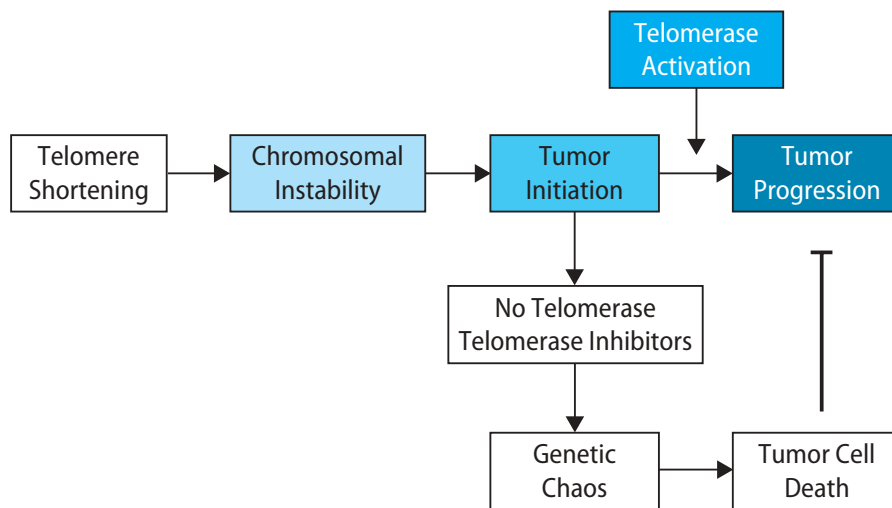 Telomerase
Activation
Telomere
Shortening
Chromosomal
Instability
Tumor
Initiation
Tumor
Progression
No Telomerase
Telomerase Inhibitors
Genetic
Chaos
Tumor Cell
Death